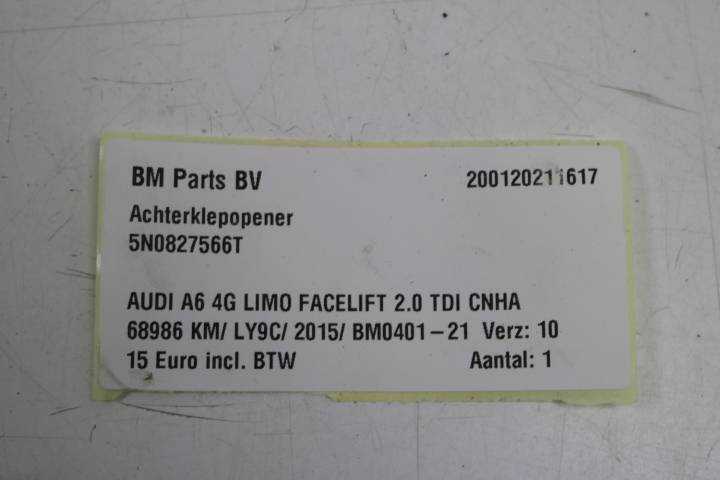 BM Parts BV 200120211617
Achterklepopener
5N0827566T
AUDI A6 4G LIMO FACELIFT 2.0 TDI CNHA
68986 KM/ LY9C/ 2015/ BM0401-21 Verz: 10
15 Euro incl. BTW Aantal: 1